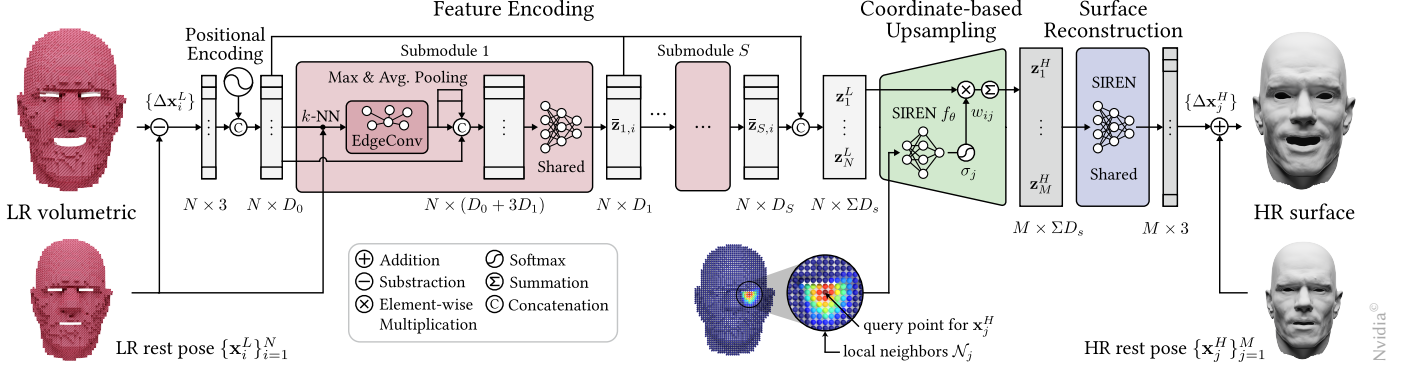 Feature Encoding
Coordinate-based
Upsampling
Surface
Reconstruction
Positional
Encoding
Submodule 1
Submodule S
Max & Avg. Pooling
{Δx_i^L}
k-NN
EdgeConv
Shared
z̄_{1,i}
...
...
z̄_{S,i}
z_1^L
⋮
z_N^L
SIREN f_θ
w_{ij}
σ_j
z_1^H
⋮
z_M^H
SIREN
Shared
{Δx_j^H}
LR volumetric
N × 3
N × D_0
N × (D_0 + 3D_1)
N × D_1
N × D_S
N × ΣD_s
M × ΣD_s
M × 3
HR surface
Addition
Substraction
Element-wise
Multiplication
Softmax
Summation
C Concatenation
query point for x_j^H
local neighbors 𝒩_j
LR rest pose {x_i^L}_{i=1}^N
HR rest pose {x_j^H}_{j=1}^M
Nvidia©